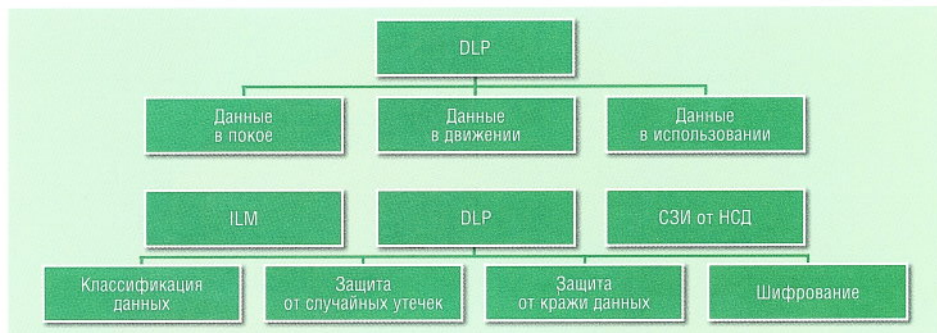 DLP
Данные
в покое
Данные
в движении
Данные
в использовании
ILM
DLP
СЗИ от НСД
Классификация
данных
Защита
от случайных утечек
Защита
от кражи данных
Шифрование